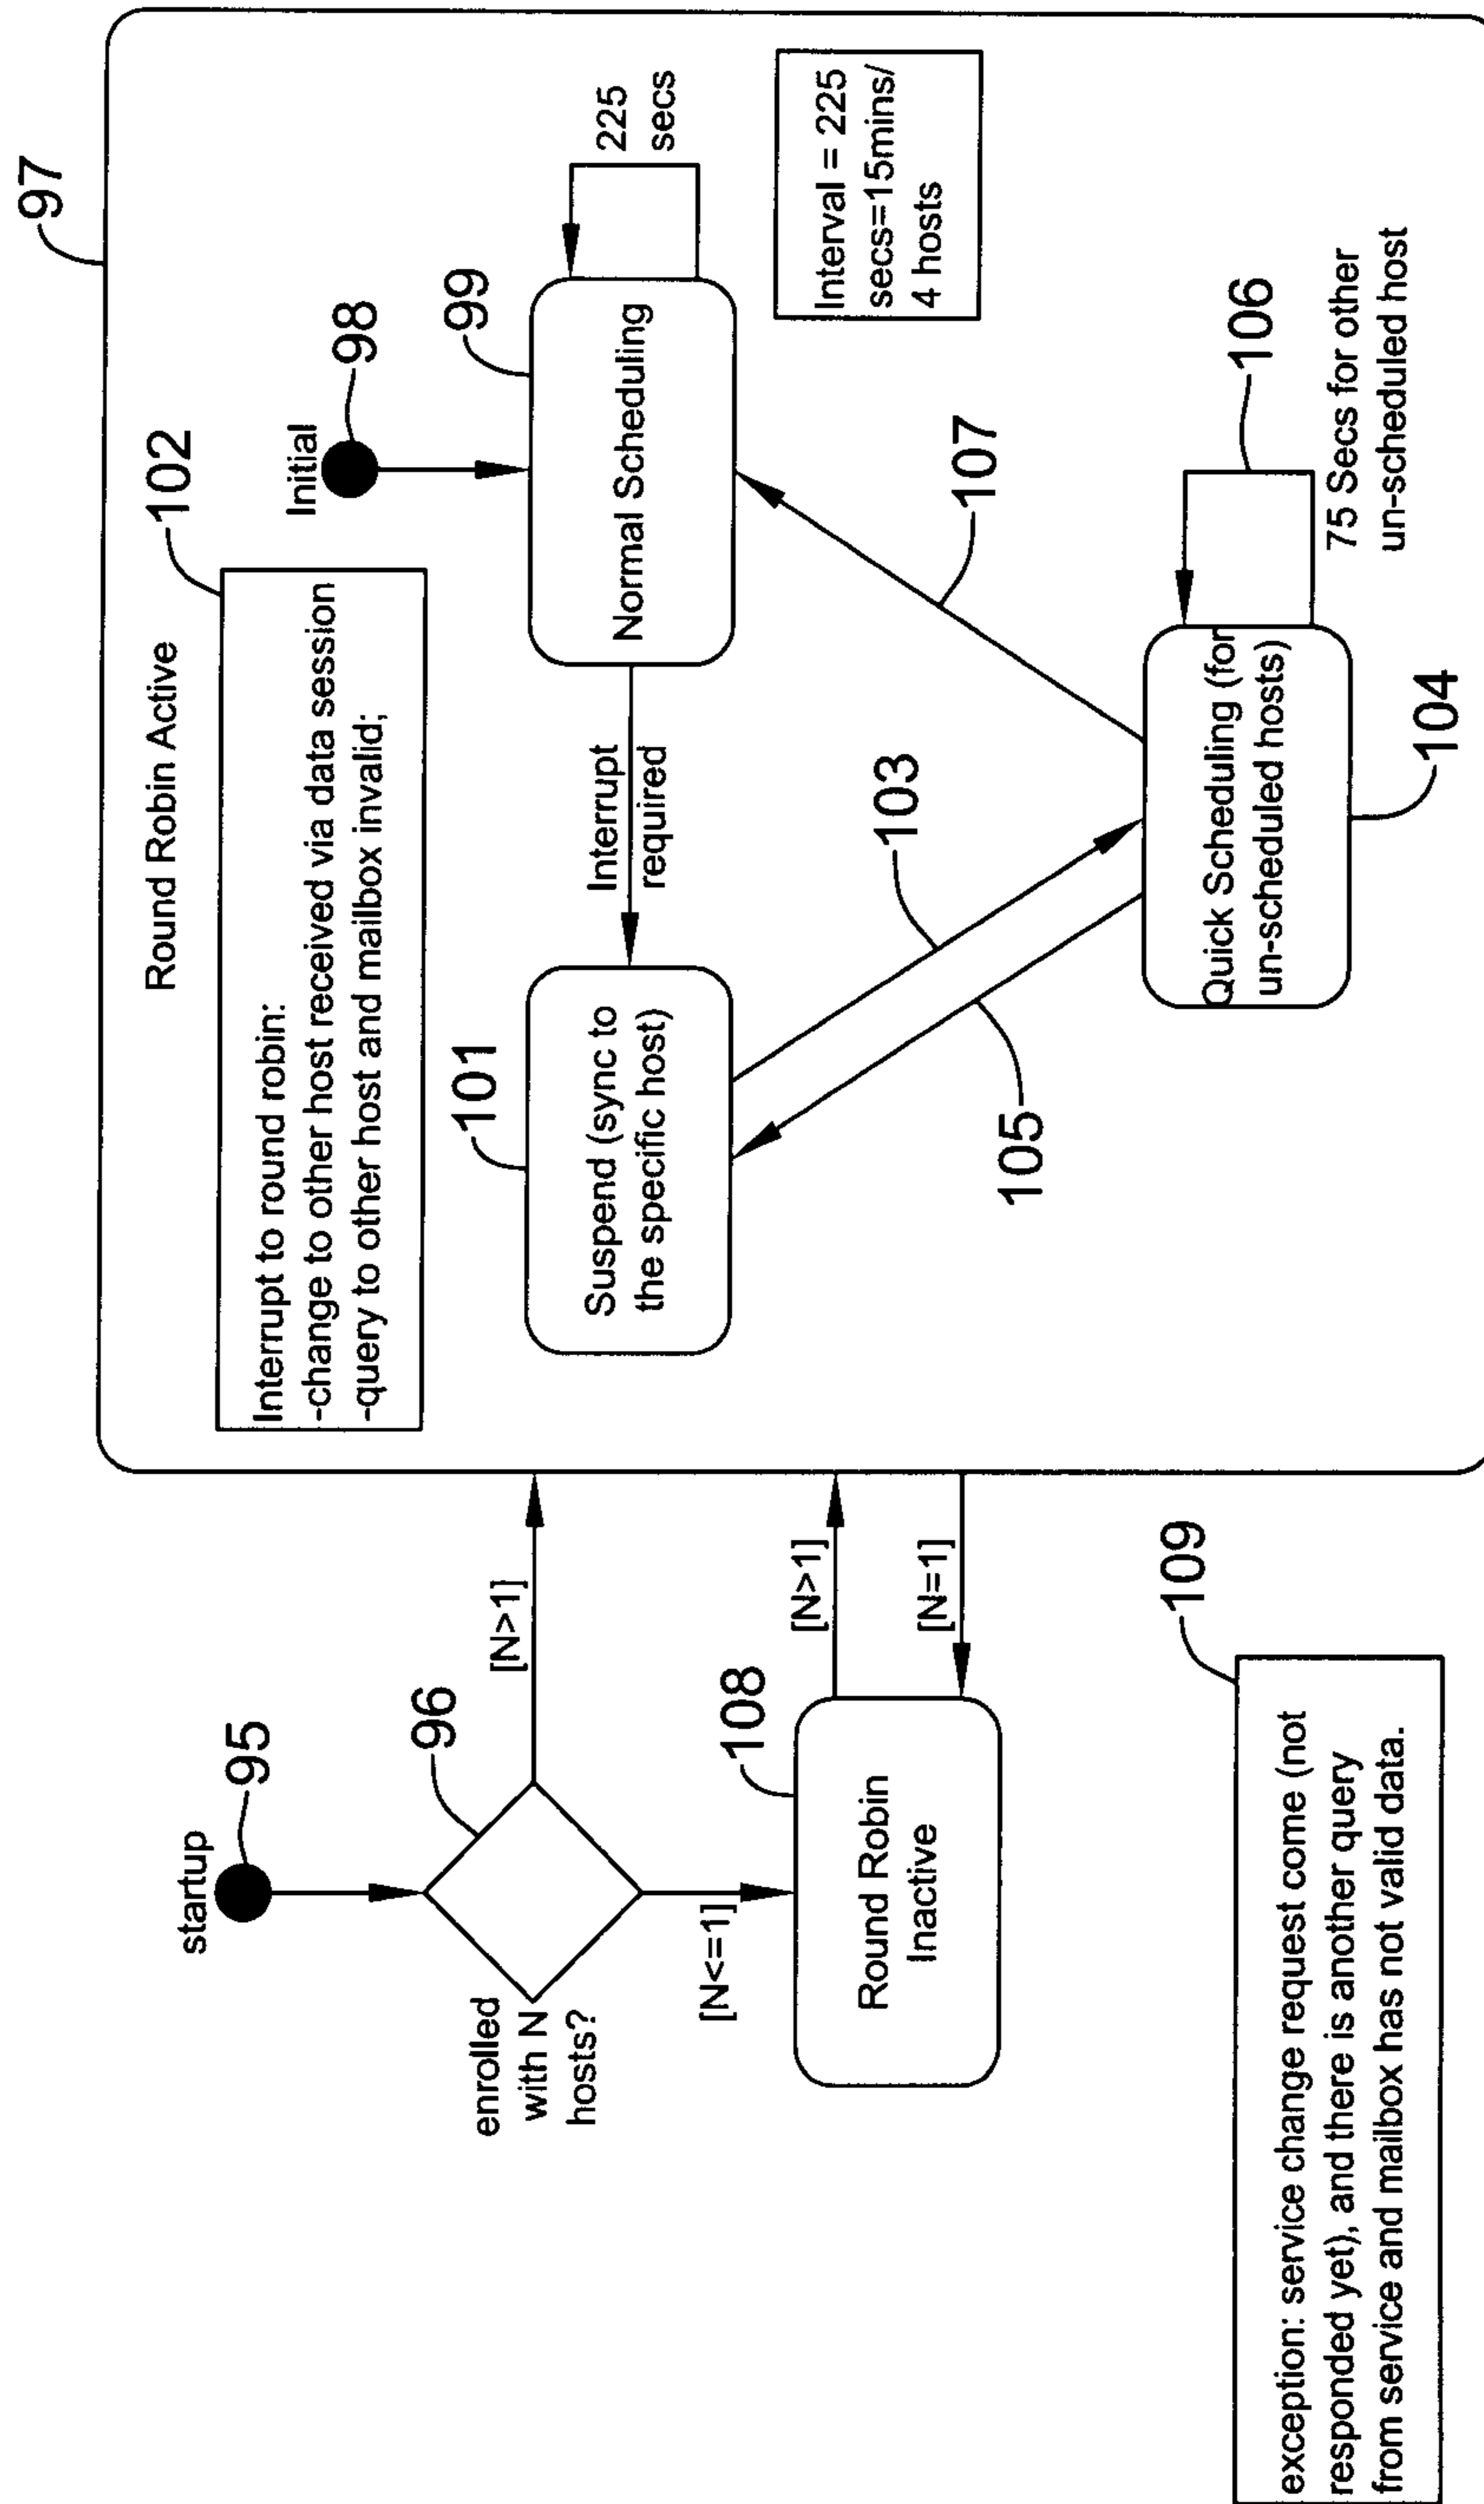 startup
95
enrolled
with N
hosts?
96
[N>1]
[N<=1]
108
Round Robin
Inactive
[N>1]
[N=1]
109
exception: service change request come (not
responded yet), and there is another query
from service and mailbox has not valid data.
97
Round Robin Active
102
Interrupt to round robin:
-change to other host received via data session
-query to other host and mailbox invalid;
Initial
98
99
Normal Scheduling
225
secs
Interval = 225
secs=15mins/
4 hosts
Interrupt
required
101
Suspend (sync to
the specific host)
103
105
107
Quick Scheduling (for
un-scheduled hosts)
104
106
75 Secs for other
un-scheduled host